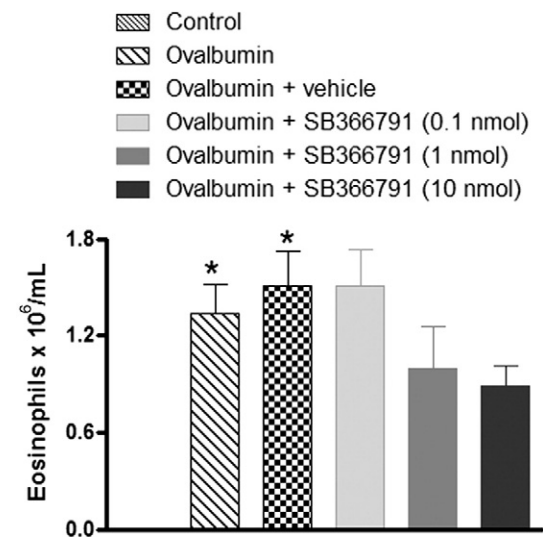 Control
Ovalbumin
Ovalbumin + vehicle
Ovalbumin + SB366791 (0.1 nmol)
Ovalbumin + SB366791 (1 nmol)
Ovalbumin + SB366791 (10 nmol)
Eosinophils x 10⁶/mL
1.8
1.2
0.6
0.0
*
*